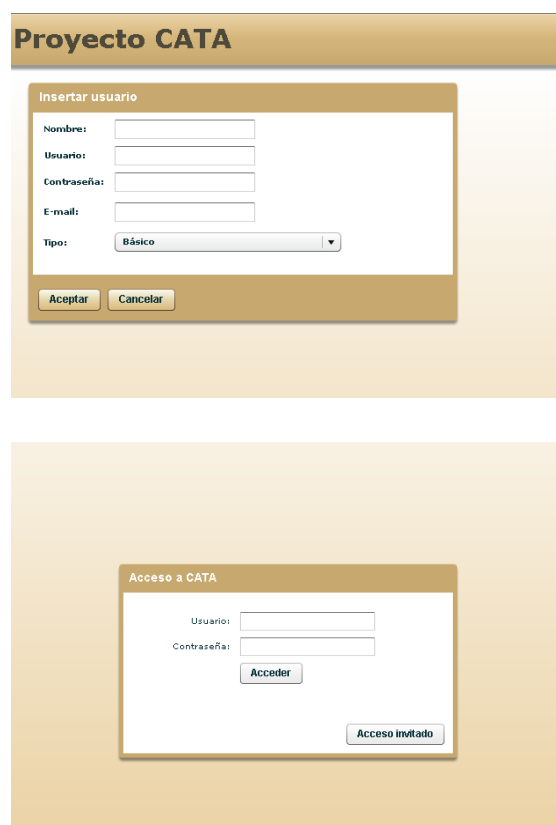 Proyecto CATA
Insertar usuario
Nombre:
Usuario:
Contraseña:
E-mail:
Tipo: Básico
Aceptar Cancelar
Acceso a CATA
Usuario:
Contraseña:
Acceder
Acceso invitado